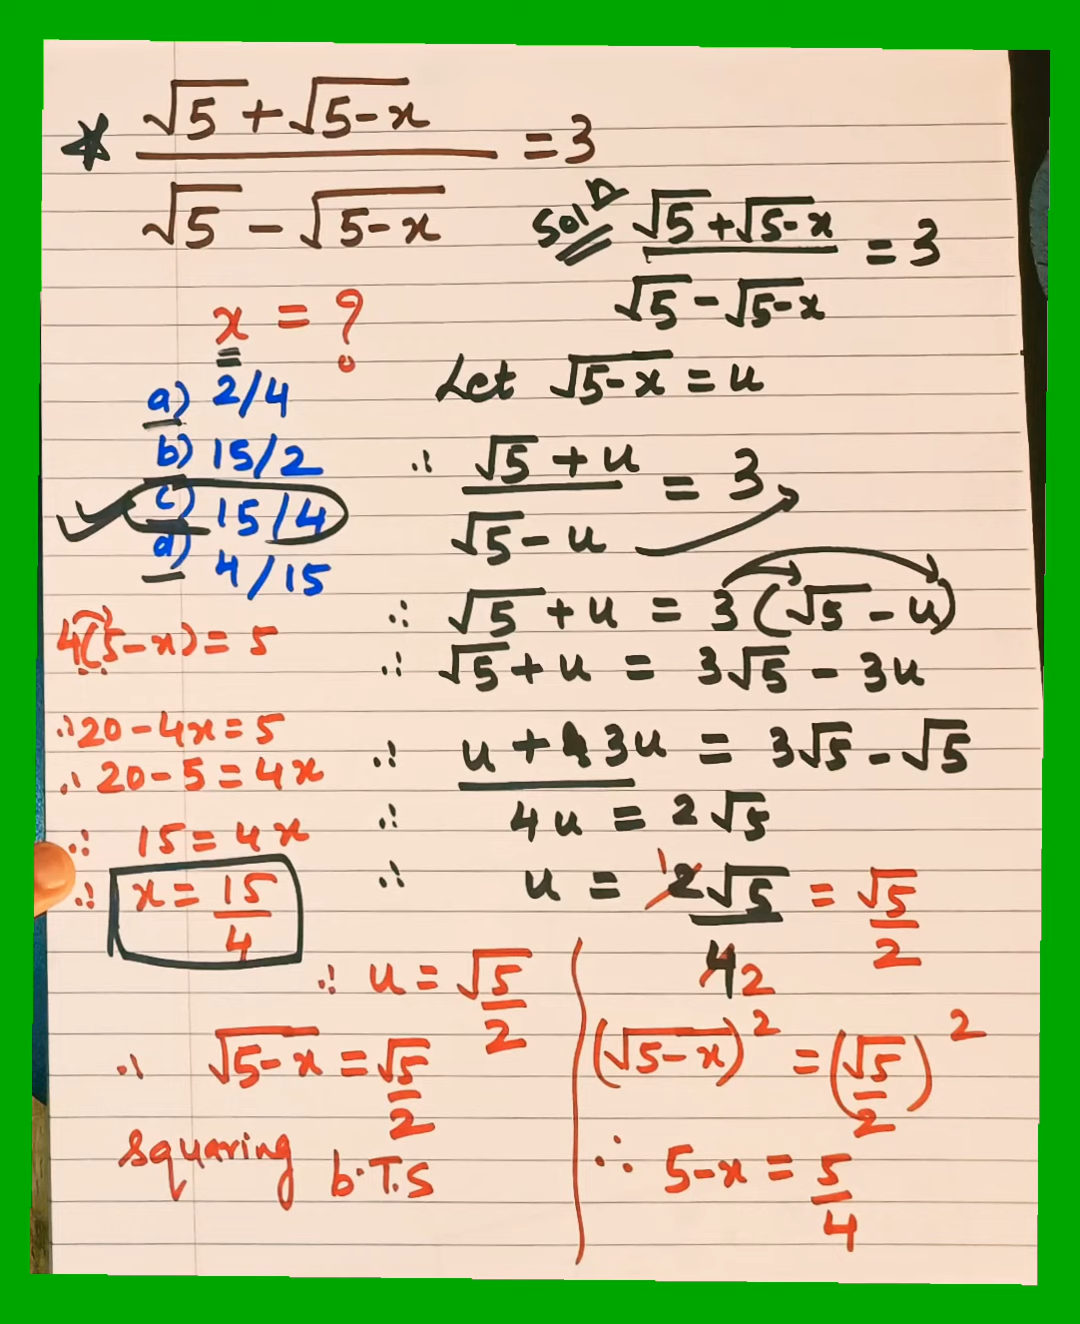 * (√5 + √(5-x)) / (√5 - √(5-x)) = 3
x = ?
a) 2/4
b) 15/2
c) 15/4
d) 4/15
Solⁿ (√5 + √(5-x)) / (√5 - √(5-x)) = 3
Let √(5-x) = u
∴ (√5 + u) / (√5 - u) = 3
∴ √5 + u = 3(√5 - u)
∴ √5 + u = 3√5 - 3u
∴ u + 3u = 3√5 - √5
∴ 4u = 2√5
∴ u = 2√5 / 4 = √5 / 2
1
2
∴ u = √5 / 2
∴ √(5-x) = √5 / 2
squaring b.T.S
(√(5-x))² = (√5 / 2)²
∴ 5-x = 5 / 4
4(5-x) = 5
∴ 20 - 4x = 5
∴ 20 - 5 = 4x
∴ 15 = 4x
∴ x = 15 / 4